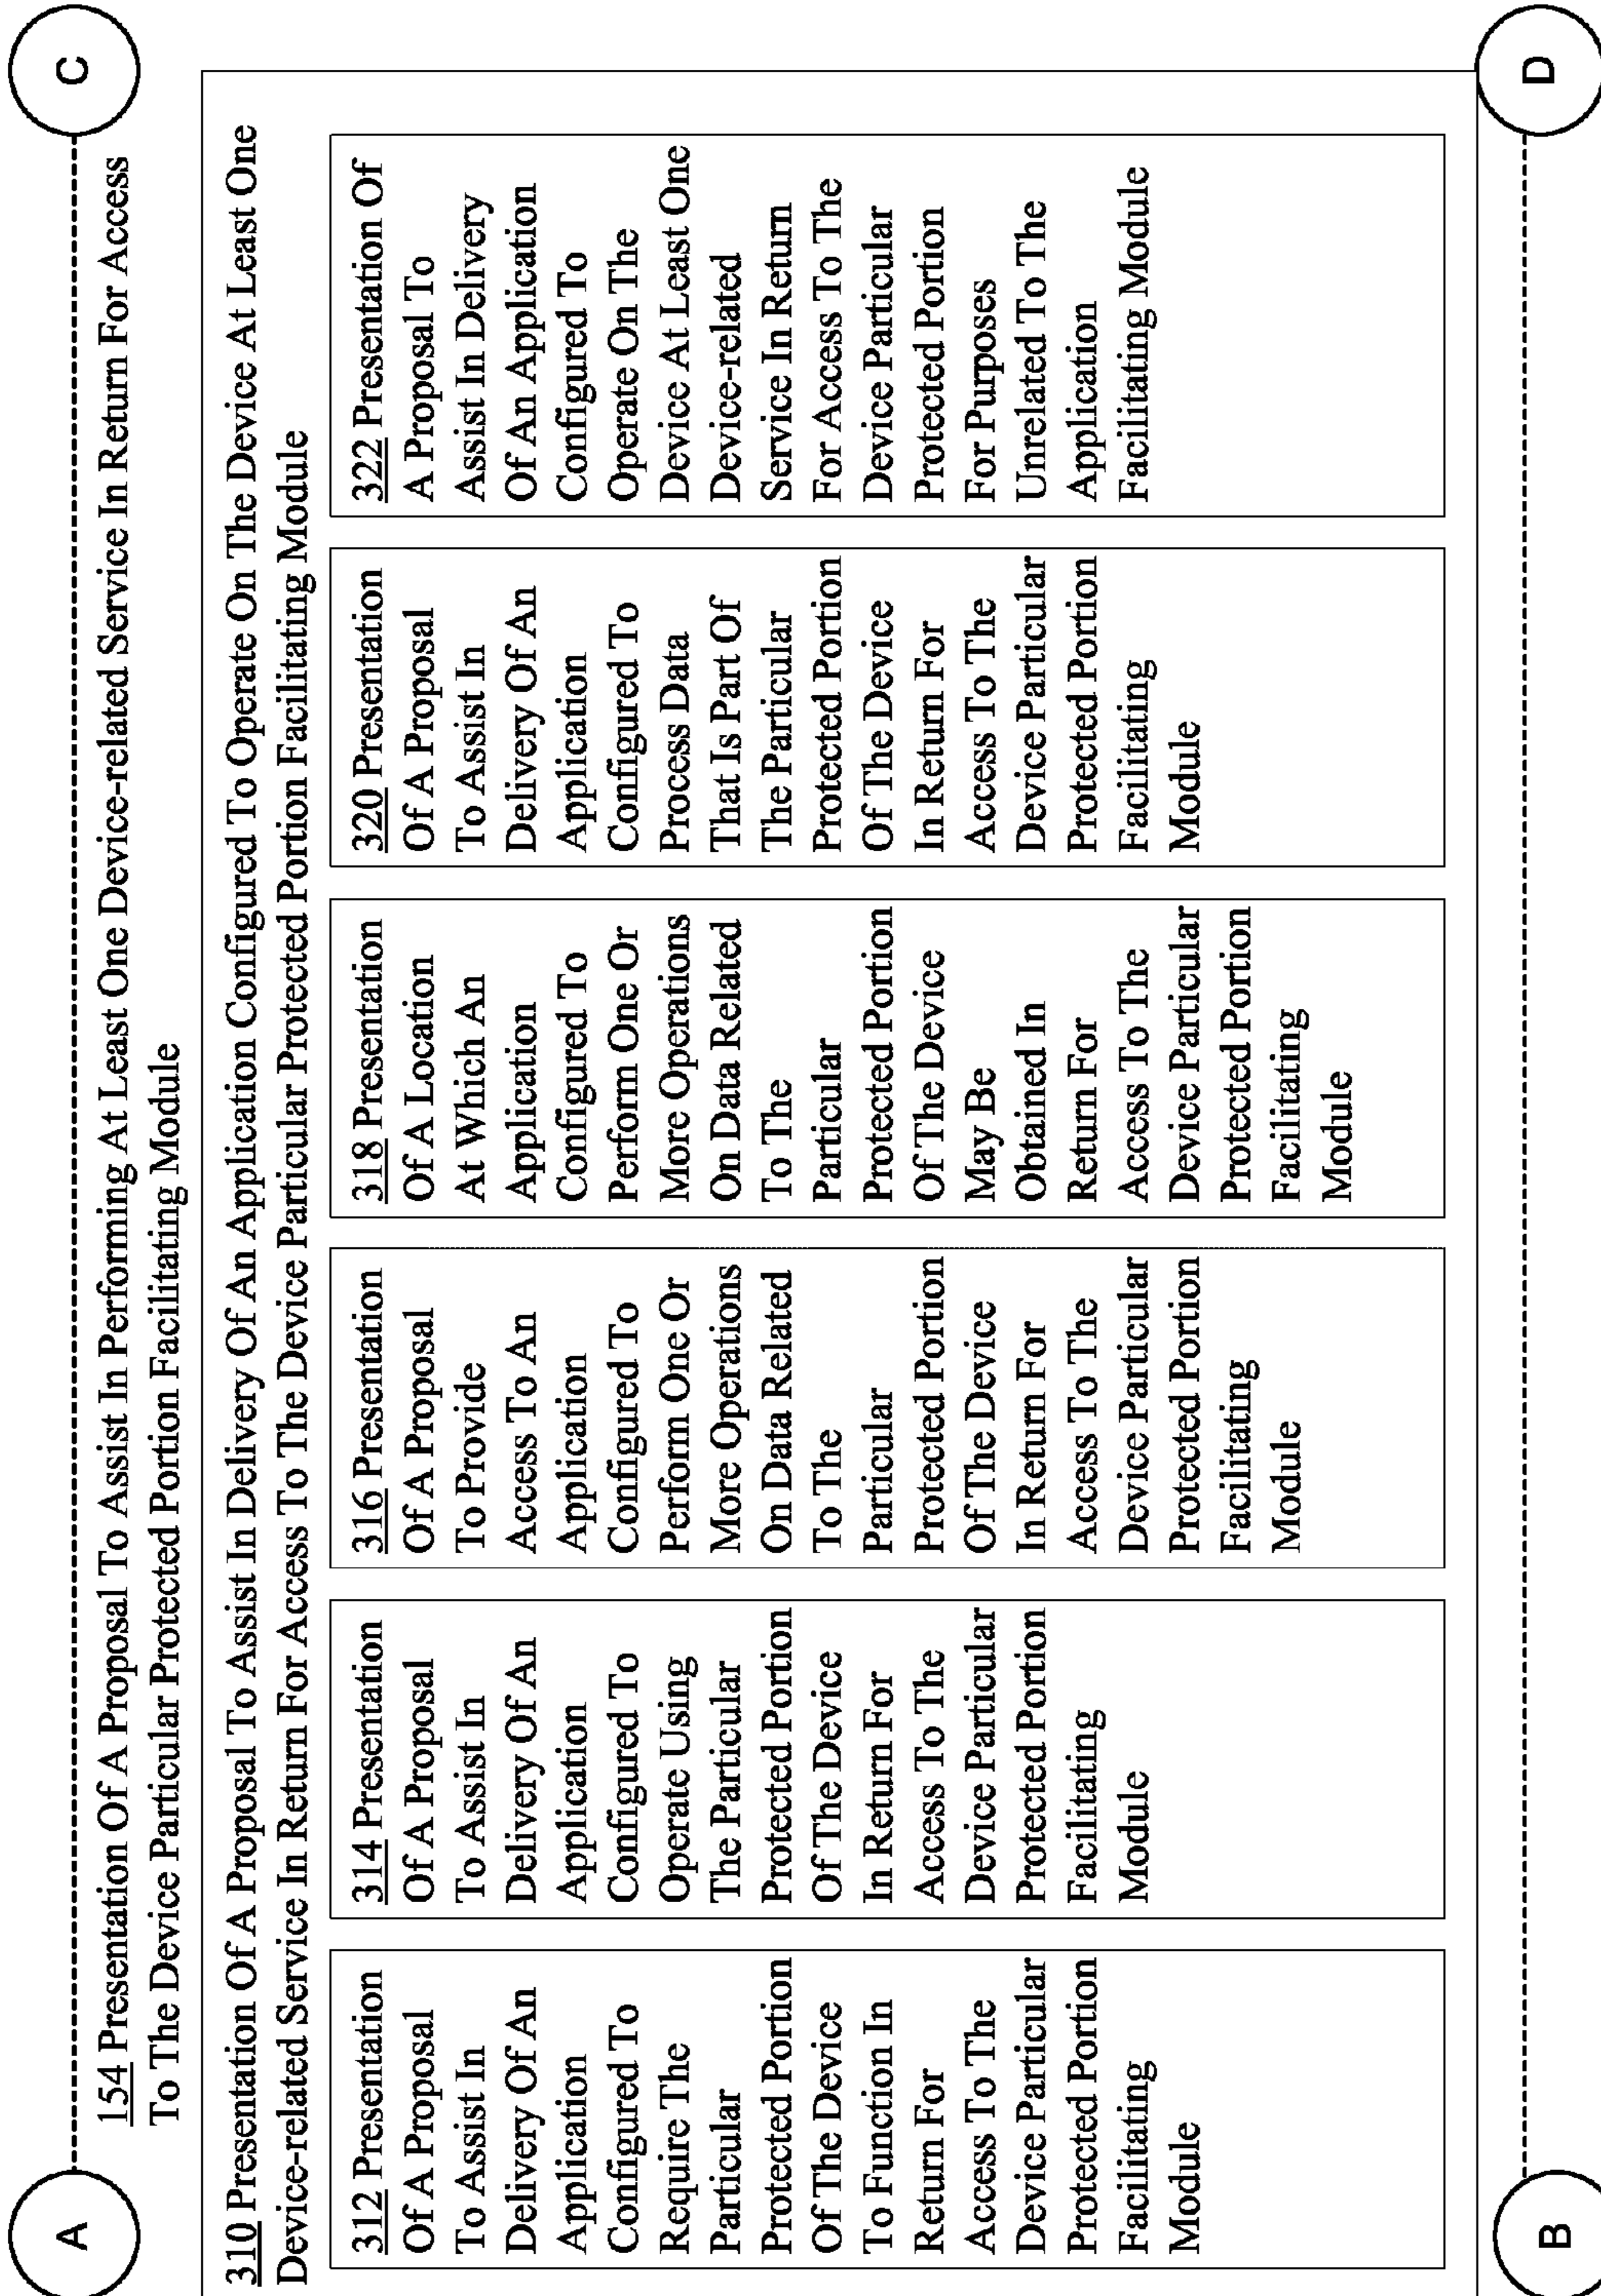 A
C
154 Presentation Of A Proposal To Assist In Performing At Least One Device-related Service In Return For Access
To The Device Particular Protected Portion Facilitating Module
310 Presentation Of A Proposal To Assist In Delivery Of An Application Configured To Operate On The Device At Least One
Device-related Service In Return For Access To The Device Particular Protected Portion Facilitating Module
312 Presentation
Of A Proposal
To Assist In
Delivery Of An
Application
Configured To
Require The
Particular
Protected Portion
Of The Device
To Function In
Return For
Access To The
Device Particular
Protected Portion
Facilitating
Module
314 Presentation
Of A Proposal
To Assist In
Delivery Of An
Application
Configured To
Operate Using
The Particular
Protected Portion
Of The Device
In Return For
Access To The
Device Particular
Protected Portion
Facilitating
Module
316 Presentation
Of A Proposal
To Provide
Access To An
Application
Configured To
Perform One Or
More Operations
On Data Related
To The
Particular
Protected Portion
Of The Device
In Return For
Access To The
Device Particular
Protected Portion
Facilitating
Module
318 Presentation
Of A Location
At Which An
Application
Configured To
Perform One Or
More Operations
On Data Related
To The
Particular
Protected Portion
Of The Device
May Be
Obtained In
Return For
Access To The
Device Particular
Protected Portion
Facilitating
Module
320 Presentation
Of A Proposal
To Assist In
Delivery Of An
Application
Configured To
Process Data
That Is Part Of
The Particular
Protected Portion
Of The Device
In Return For
Access To The
Device Particular
Protected Portion
Facilitating
Module
322 Presentation Of
A Proposal To
Assist In Delivery
Of An Application
Configured To
Operate On The
Device At Least One
Device-related
Service In Return
For Access To The
Device Particular
Protected Portion
For Purposes
Unrelated To The
Application
Facilitating Module
B
D